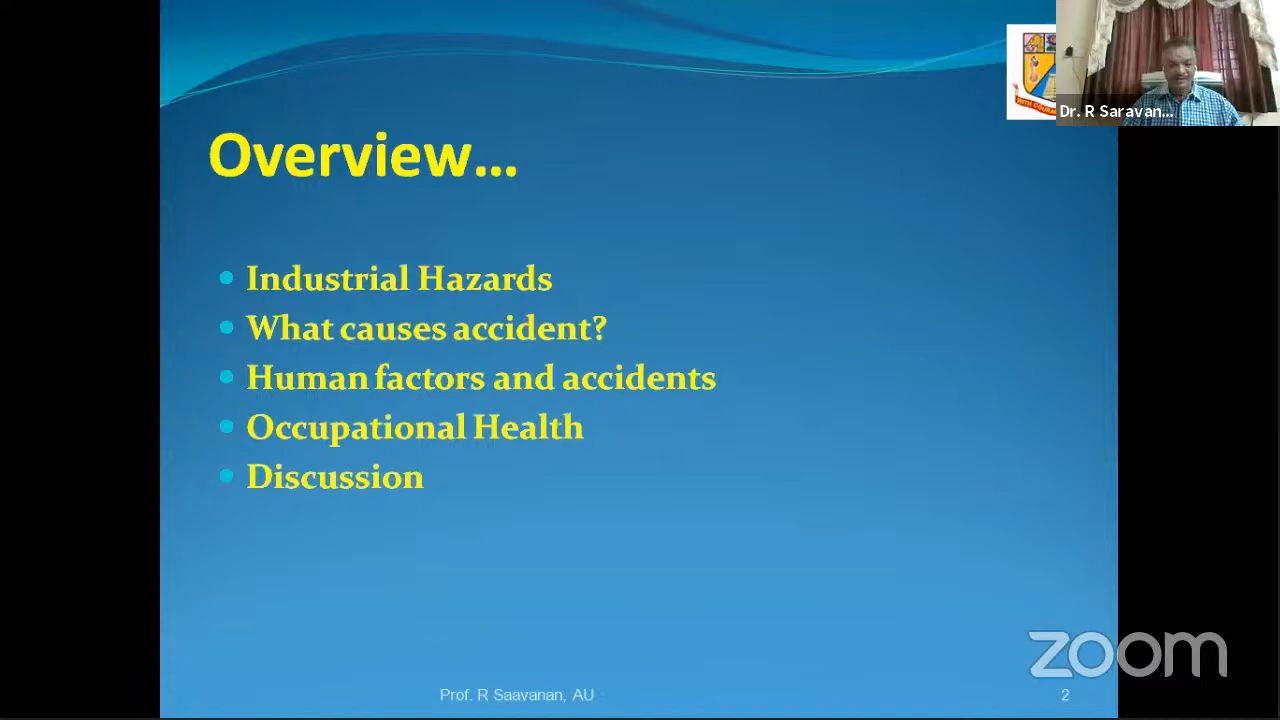 Dr. R Saravan...
Overview...
Industrial Hazards
What causes accident?
Human factors and accidents
Occupational Health
Discussion
zoom
Prof. R Saavanan, AU
2